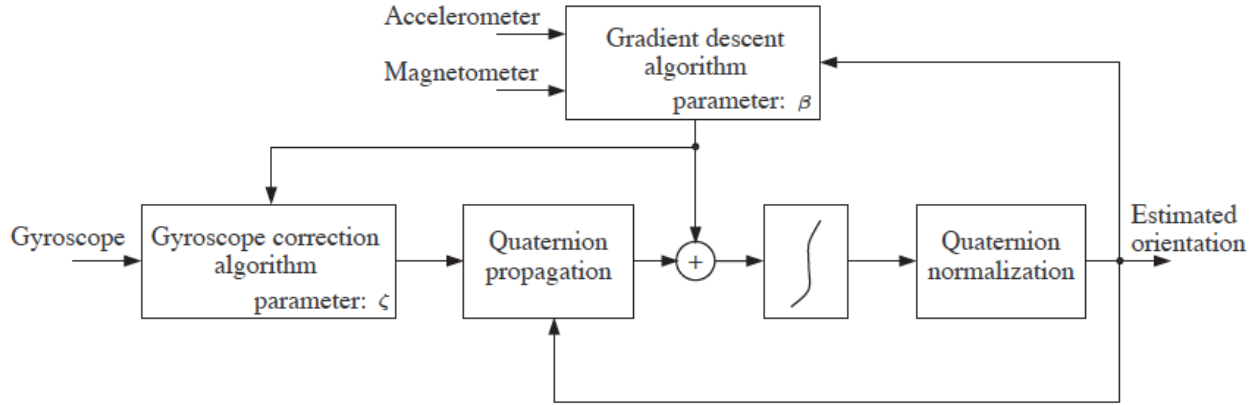 Accelerometer
Magnetometer
Gradient descent
algorithm
parameter: β
Gyroscope
Gyroscope correction
algorithm
parameter: ζ
Quaternion
propagation
+
Quaternion
normalization
Estimated
orientation